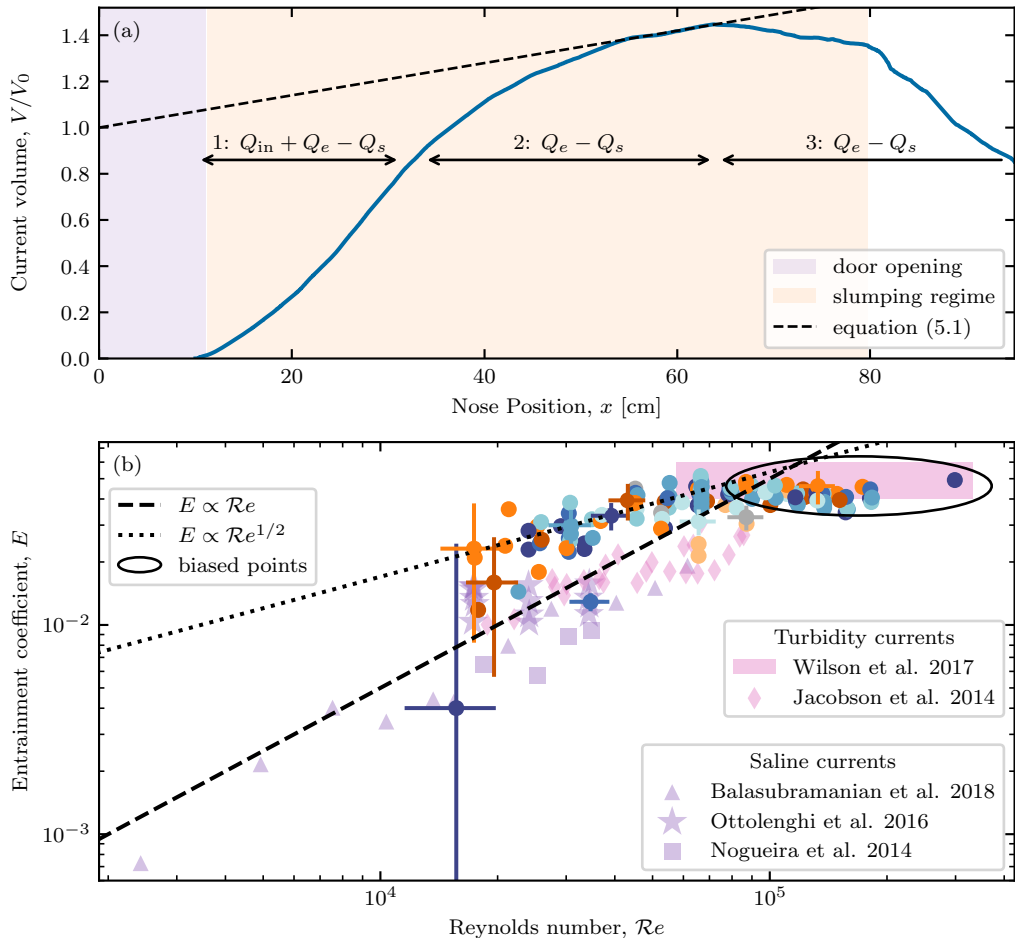 (a)
Current volume, V/V₀
1.4
1.2
1.0
0.8
0.6
0.4
0.2
0.0
1: Q_in + Q_e − Q_s
2: Q_e − Q_s
3: Q_e − Q_s
door opening
slumping regime
equation (5.1)
0
20
40
60
80
Nose Position, x [cm]
(b)
Entrainment coefficient, E
10⁻²
10⁻³
E ∝ Re
E ∝ Re^{1/2}
biased points
Turbidity currents
Wilson et al. 2017
Jacobson et al. 2014
Saline currents
Balasubramanian et al. 2018
Ottolenghi et al. 2016
Nogueira et al. 2014
10⁴
10⁵
Reynolds number, Re